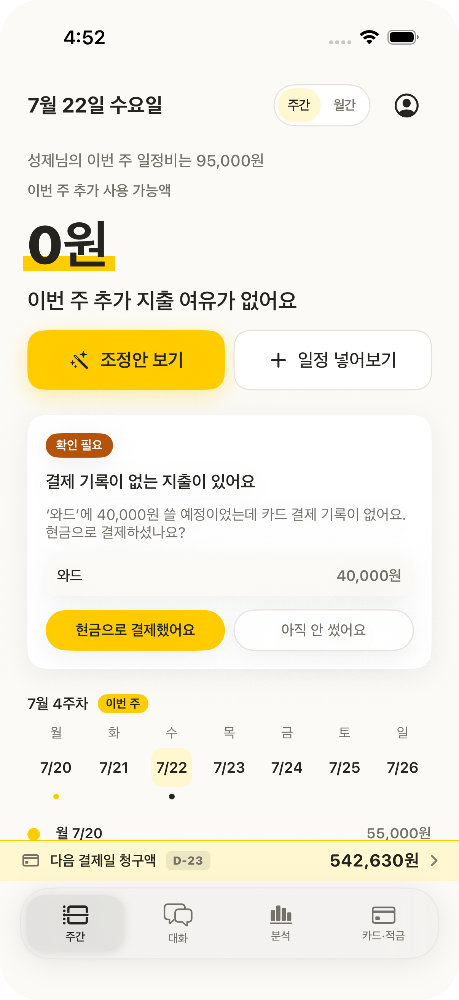 4:52
7월 22일 수요일
주간
월간
성제님의 이번 주 일정비는 95,000원
이번 주 추가 사용 가능액
0원
이번 주 추가 지출 여유가 없어요
조정안 보기
일정 넣어보기
확인 필요
결제 기록이 없는 지출이 있어요
‘와드’에 40,000원 쓸 예정이었는데 카드 결제 기록이 없어요.
현금으로 결제하셨나요?
와드 40,000원
현금으로 결제했어요
아직 안 썼어요
7월 4주차 이번 주
월 화 수 목 금 토 일
7/20 7/21 7/22 7/23 7/24 7/25 7/26
월 7/20 55,000원
다음 결제일 청구액 D-23 542,630원
주간 대화 분석 카드·적금